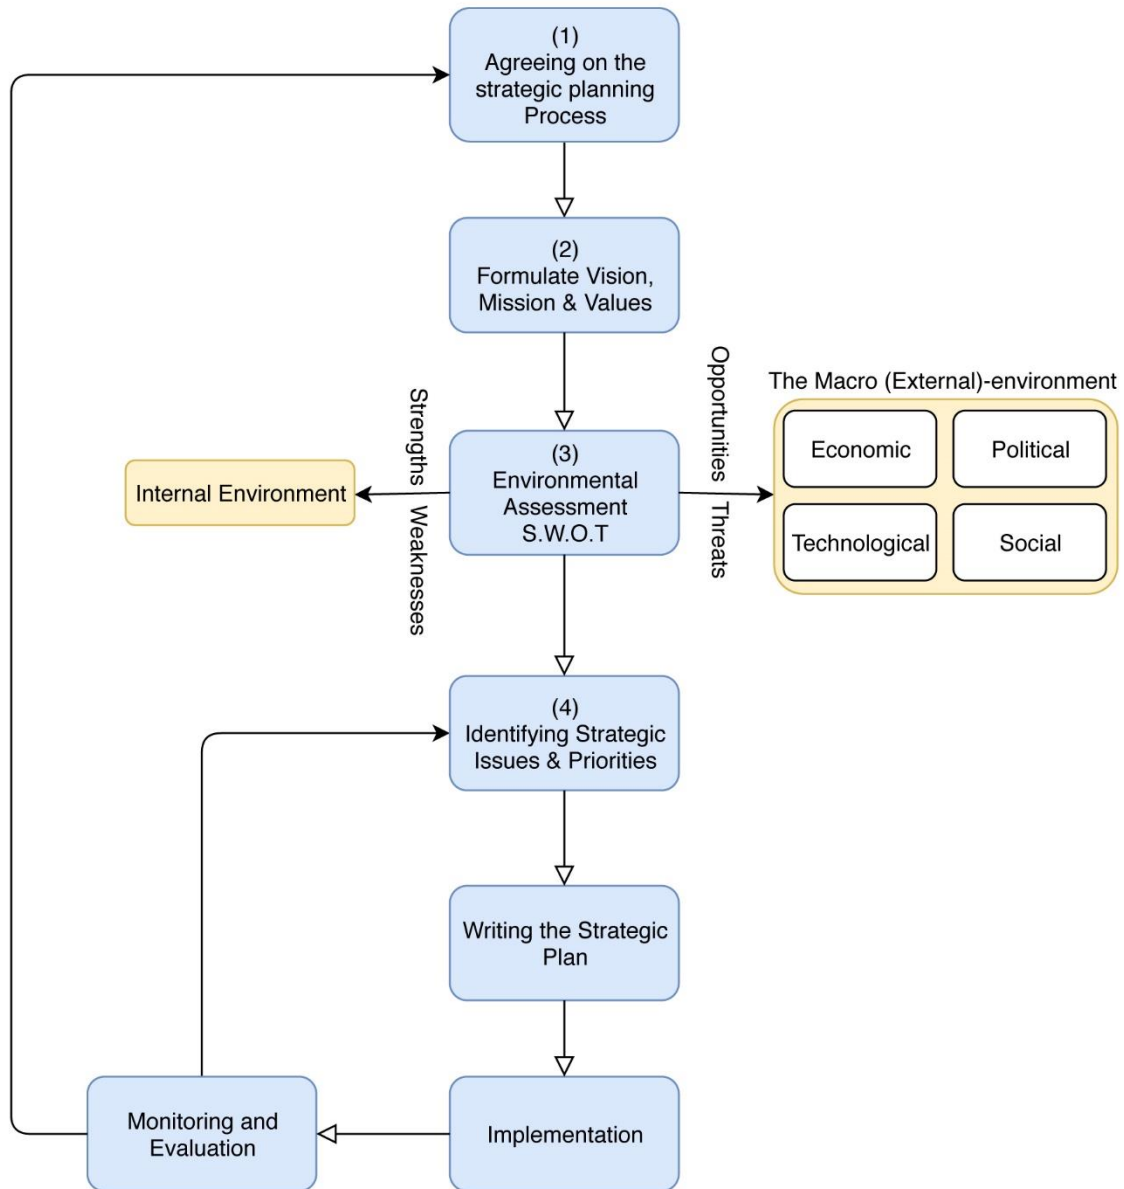 (1)
Agreeing on the
strategic planning
Process
(2)
Formulate Vision,
Mission & Values
Strengths
Weaknesses
Opportunities
Threats
The Macro (External)-environment
Economic
Political
Technological
Social
Internal Environment
(3)
Environmental
Assessment
S.W.O.T
(4)
Identifying Strategic
Issues & Priorities
Writing the Strategic
Plan
Monitoring and
Evaluation
Implementation